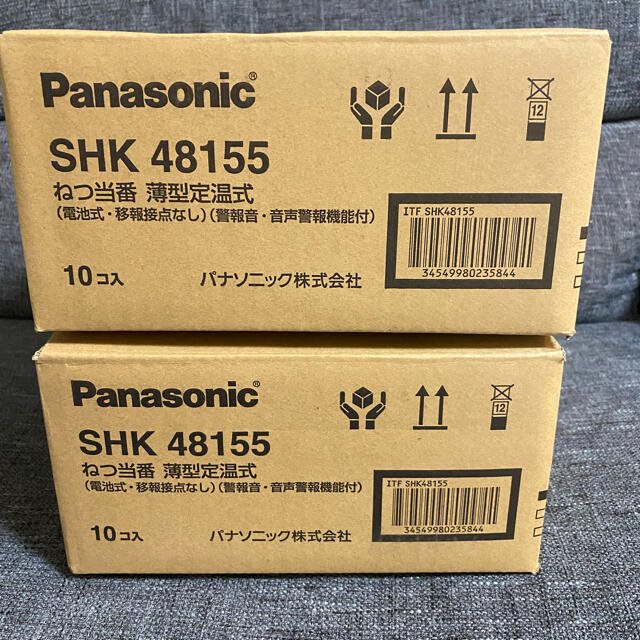 Panasonic®
SHK 48155
ねつ当番 薄型定温式
(電池式・移報接点なし)(警報音・音声警報機能付)
10コ入
パナソニック株式会社
12
ITF SHK48155
34549980235844
Panasonic®
SHK 48155
ねつ当番 薄型定温式
(電池式・移報接点なし)(警報音・音声警報機能付)
10コ入
パナソニック株式会社
12
ITF SHK48155
34549980235844